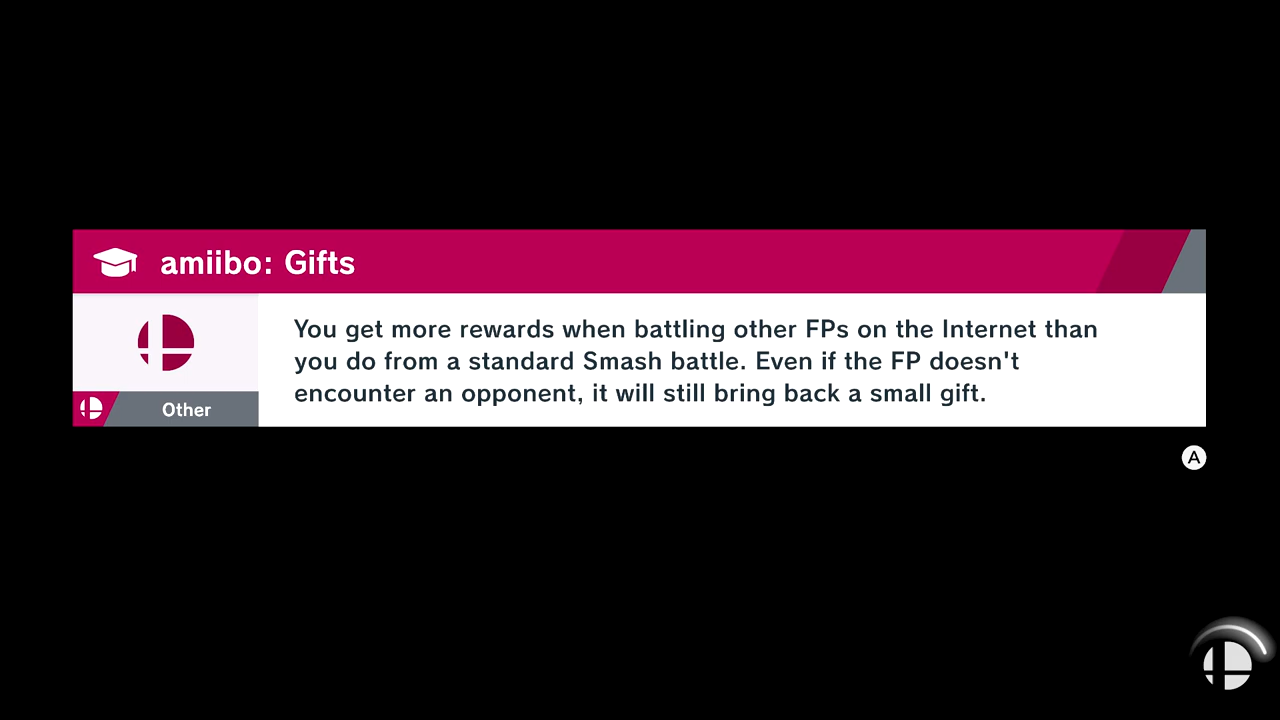 amiibo: Gifts
You get more rewards when battling other FPs on the Internet than
you do from a standard Smash battle. Even if the FP doesn't
encounter an opponent, it will still bring back a small gift.
Other
A